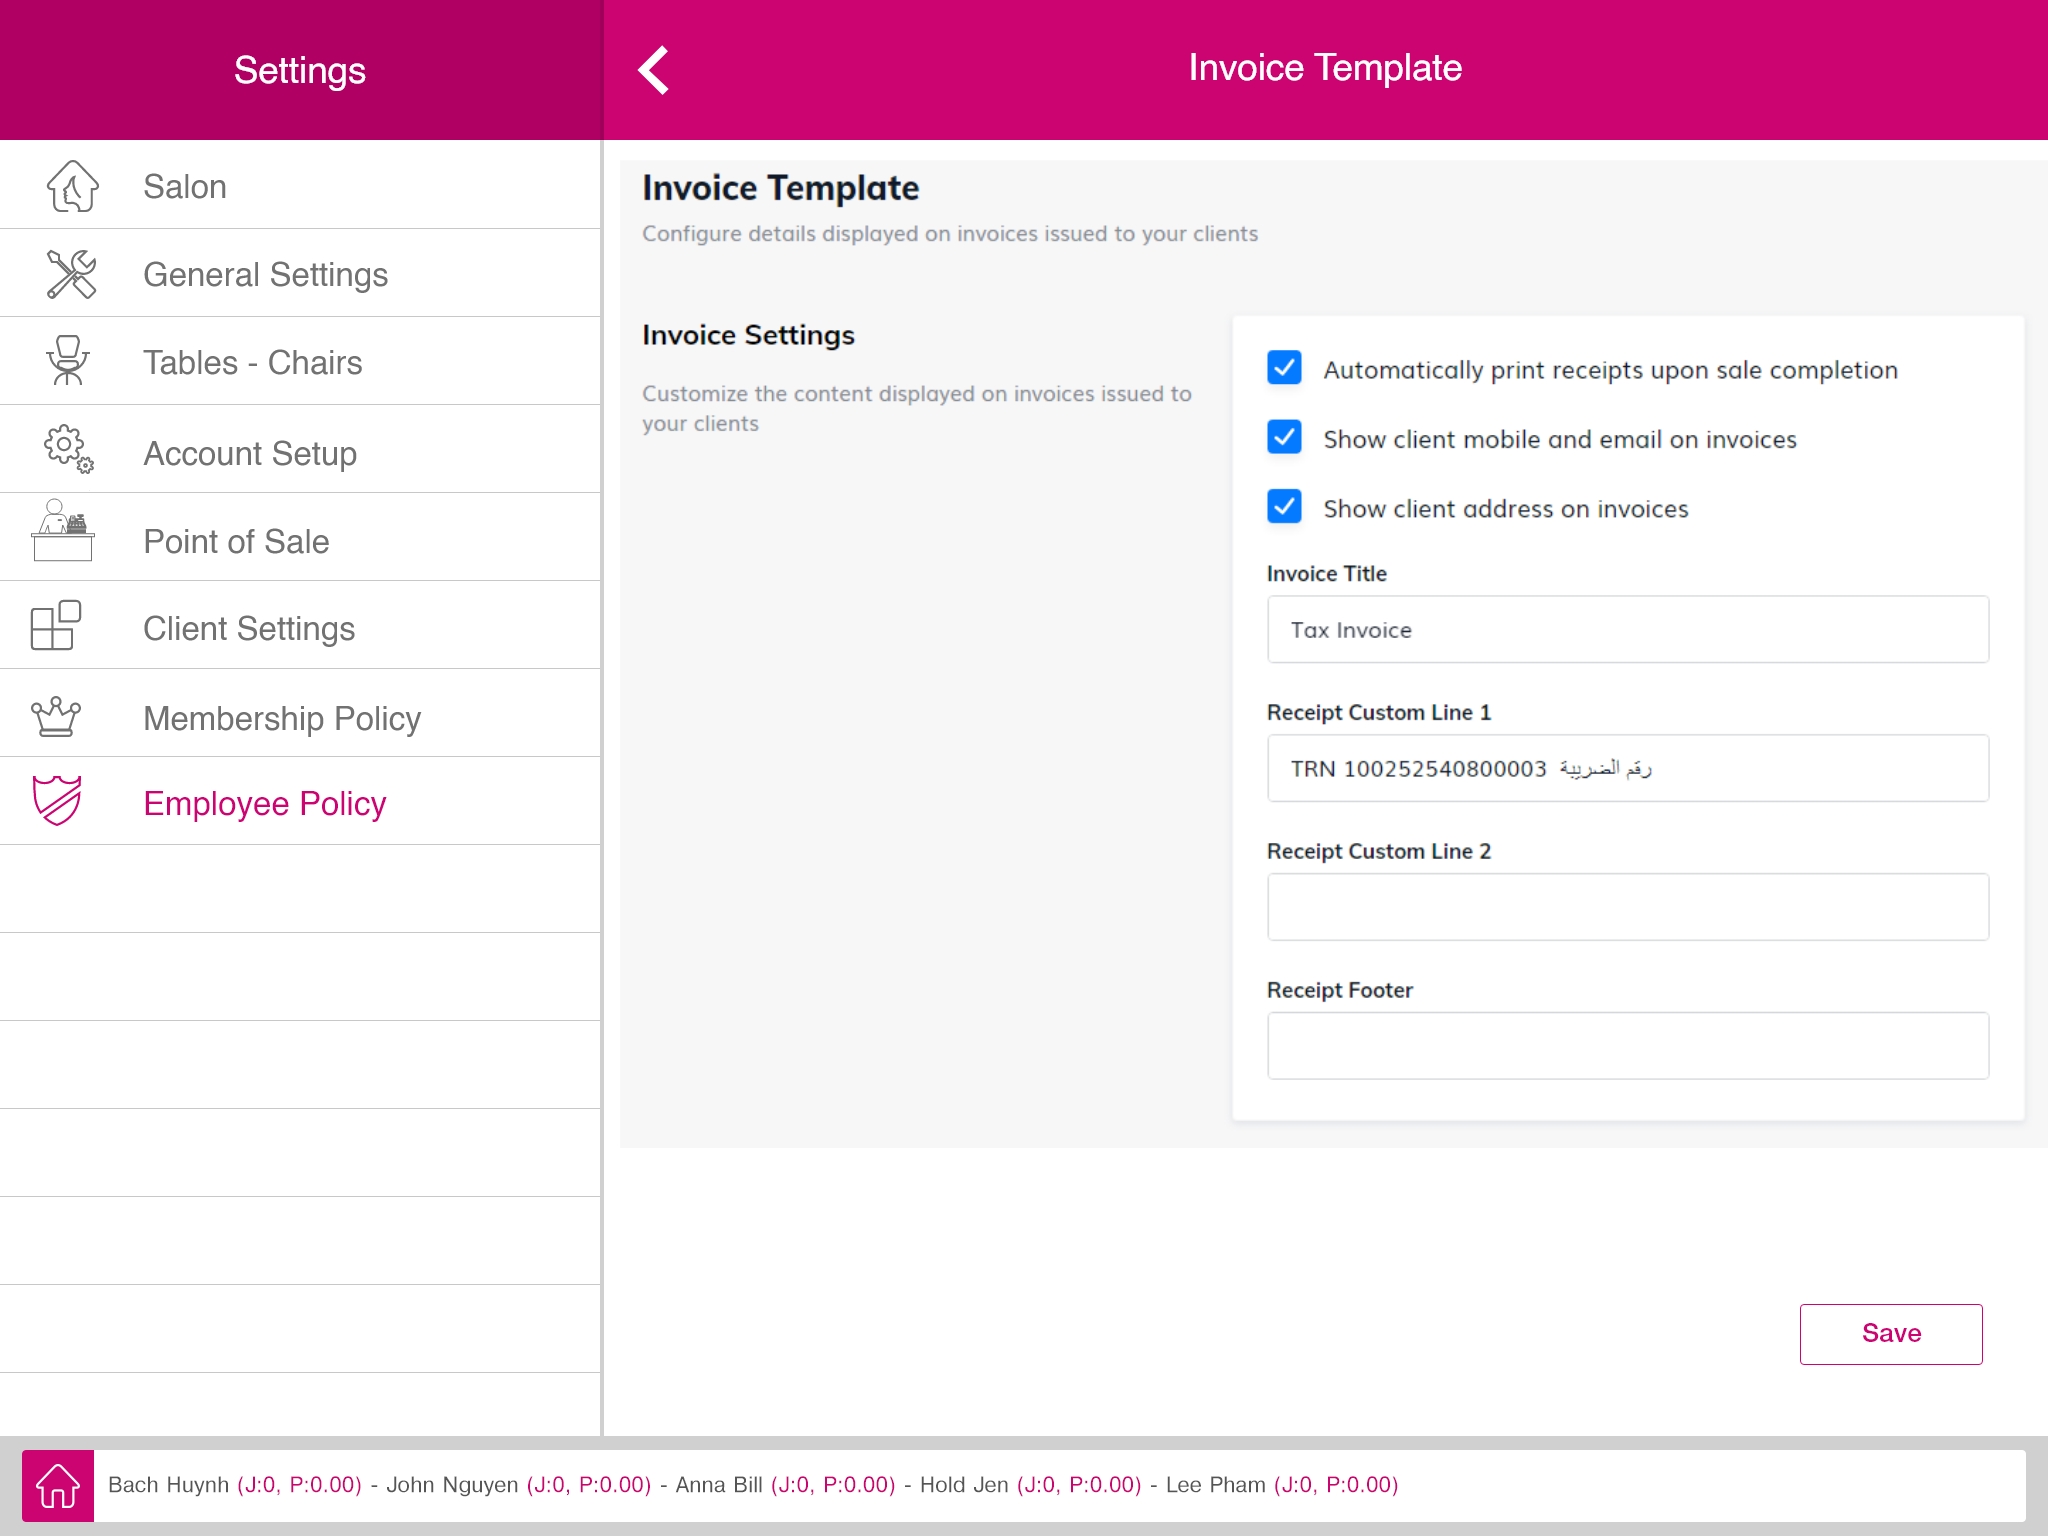 Settings
Invoice Template
Salon
General Settings
Tables - Chairs
Account Setup
Point of Sale
Client Settings
Membership Policy
Employee Policy
Invoice Template
Configure details displayed on invoices issued to your clients
Invoice Settings
Customize the content displayed on invoices issued to
your clients
Automatically print receipts upon sale completion
Show client mobile and email on invoices
Show client address on invoices
Invoice Title
Tax Invoice
Receipt Custom Line 1
TRN 100252540800003 رقم الضريبة
Receipt Custom Line 2
Receipt Footer
Save
Bach Huynh (J:0, P:0.00) - John Nguyen (J:0, P:0.00) - Anna Bill (J:0, P:0.00) - Hold Jen (J:0, P:0.00) - Lee Pham (J:0, P:0.00)